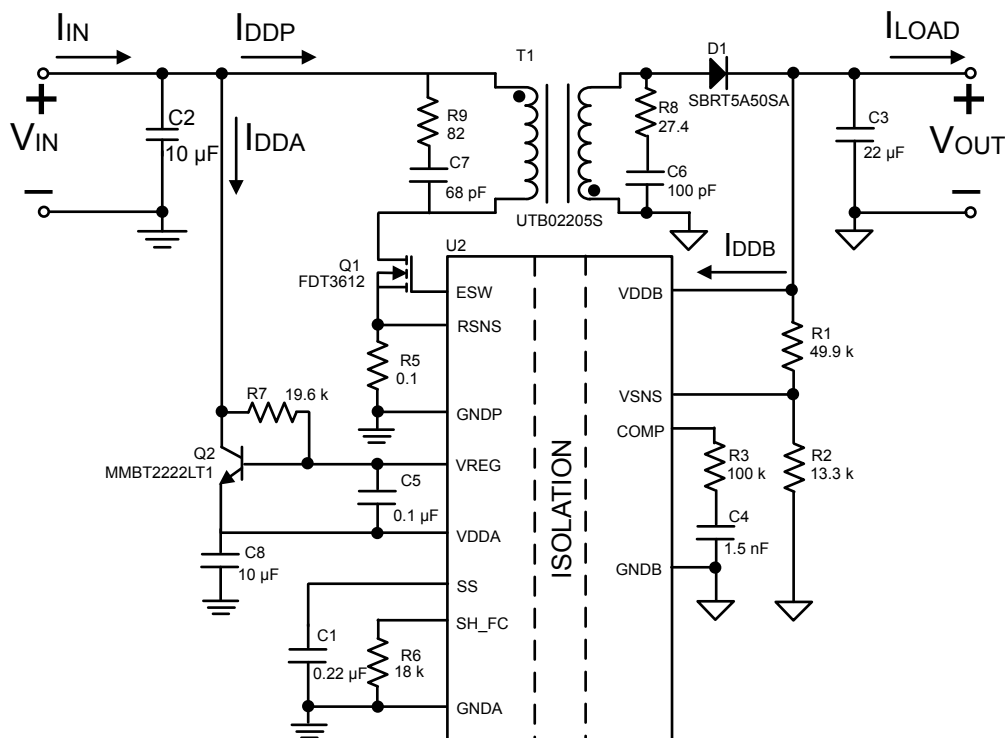 IIN
IDDP
ILOAD
T1
D1
SBRT5A50SA
+
VIN
−
C2
10 µF
IDDA
R9
82
C7
68 pF
R8
27.4
C6
100 pF
UTB02205S
C3
22 µF
+
VOUT
−
U2
IDDB
Q1
FDT3612
ESW
VDDB
RSNS
R5
0.1
R1
49.9 k
R7
19.6 k
GNDP
VSNS
COMP
Q2
MMBT2222LT1
VREG
R3
100 k
R2
13.3 k
C5
0.1 µF
VDDA
C4
1.5 nF
C8
10 µF
ISOLATION
GNDB
SS
SH_FC
C1
0.22 µF
R6
18 k
GNDA